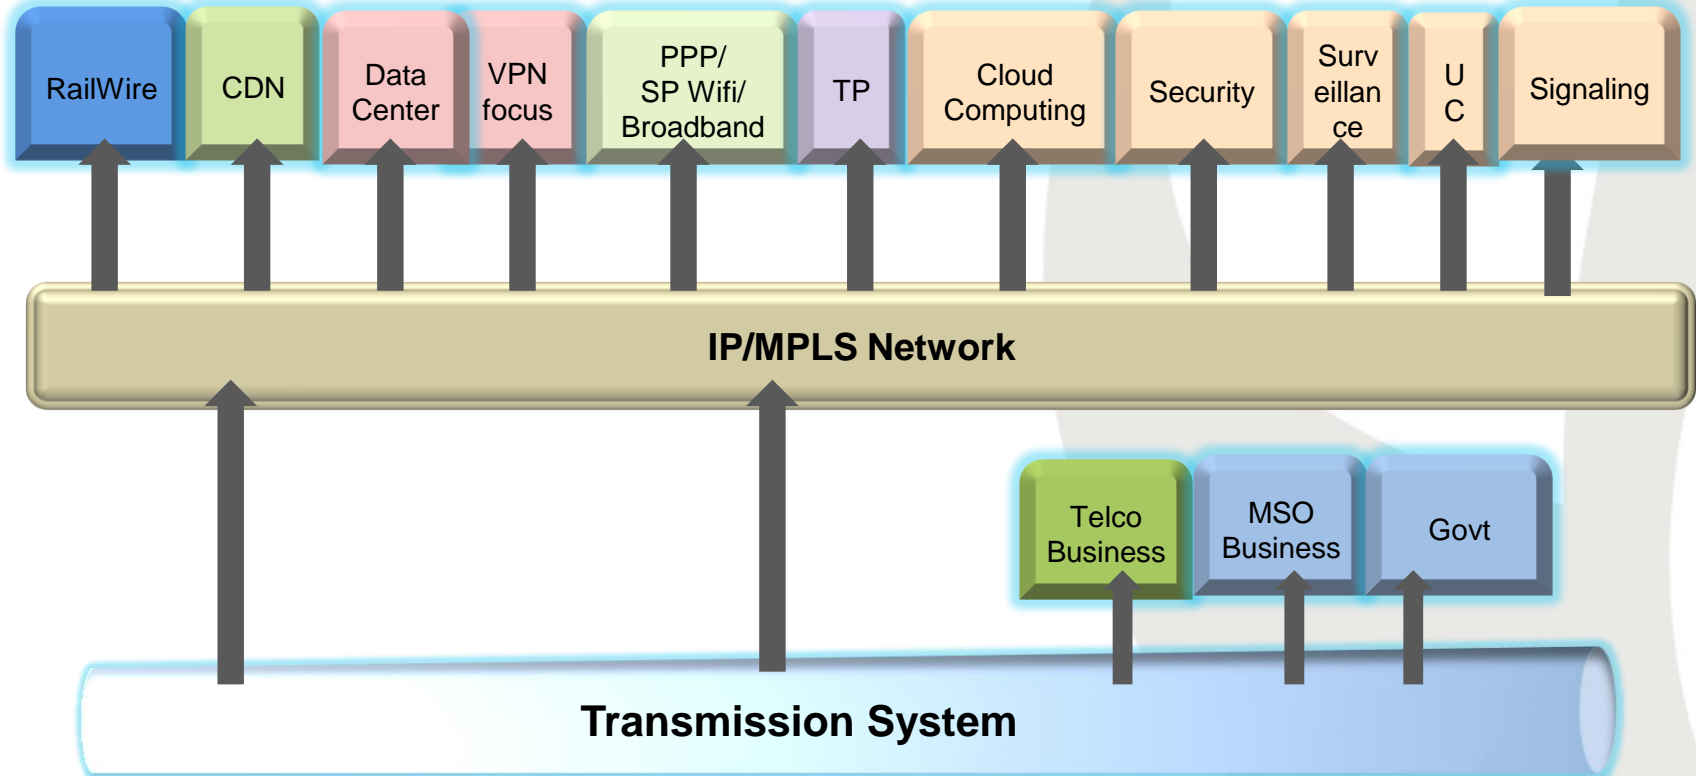 RailWire
CDN
Data
Center
VPN
focus
PPP/
SP Wifi/
Broadband
TP
Cloud
Computing
Security
Surv
eillan
ce
U
C
Signaling
IP/MPLS Network
Telco
Business
MSO
Business
Govt
Transmission System